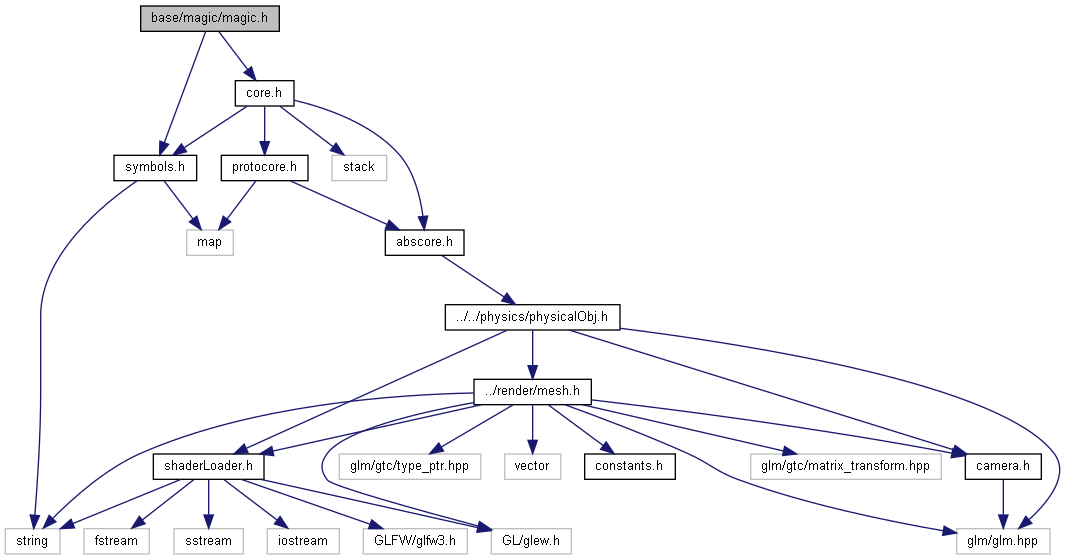 base/magic/magic.h
core.h
symbols.h
protocore.h
stack
map
abscore.h
../../physics/physicalObj.h
../render/mesh.h
shaderLoader.h
glm/gtc/type_ptr.hpp
vector
constants.h
glm/gtc/matrix_transform.hpp
camera.h
string
fstream
sstream
iostream
GLFW/glfw3.h
GL/glew.h
glm/glm.hpp